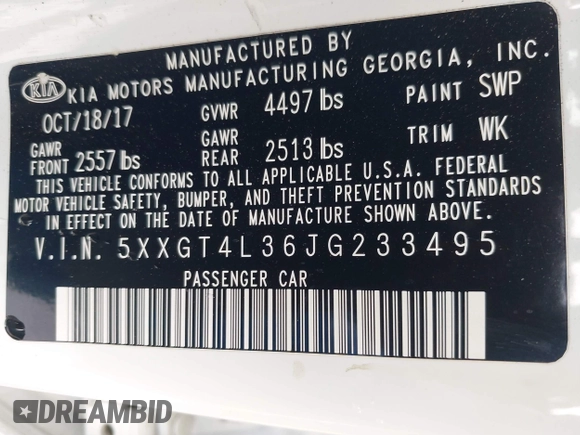 MANUFACTURED BY
KIA KIA MOTORS MANUFACTURING GEORGIA, INC.
OCT/18/17 GVWR 4497 lbs PAINT SWP
GAWR FRONT 2557 lbs GAWR REAR 2513 lbs TRIM WK
THIS VEHICLE CONFORMS TO ALL APPLICABLE U.S.A. FEDERAL
MOTOR VEHICLE SAFETY, BUMPER, AND THEFT PREVENTION STANDARDS
IN EFFECT ON THE DATE OF MANUFACTURE SHOWN ABOVE.
V.I.N. 5XXGT4L36JG233495
PASSENGER CAR
DREAMBID